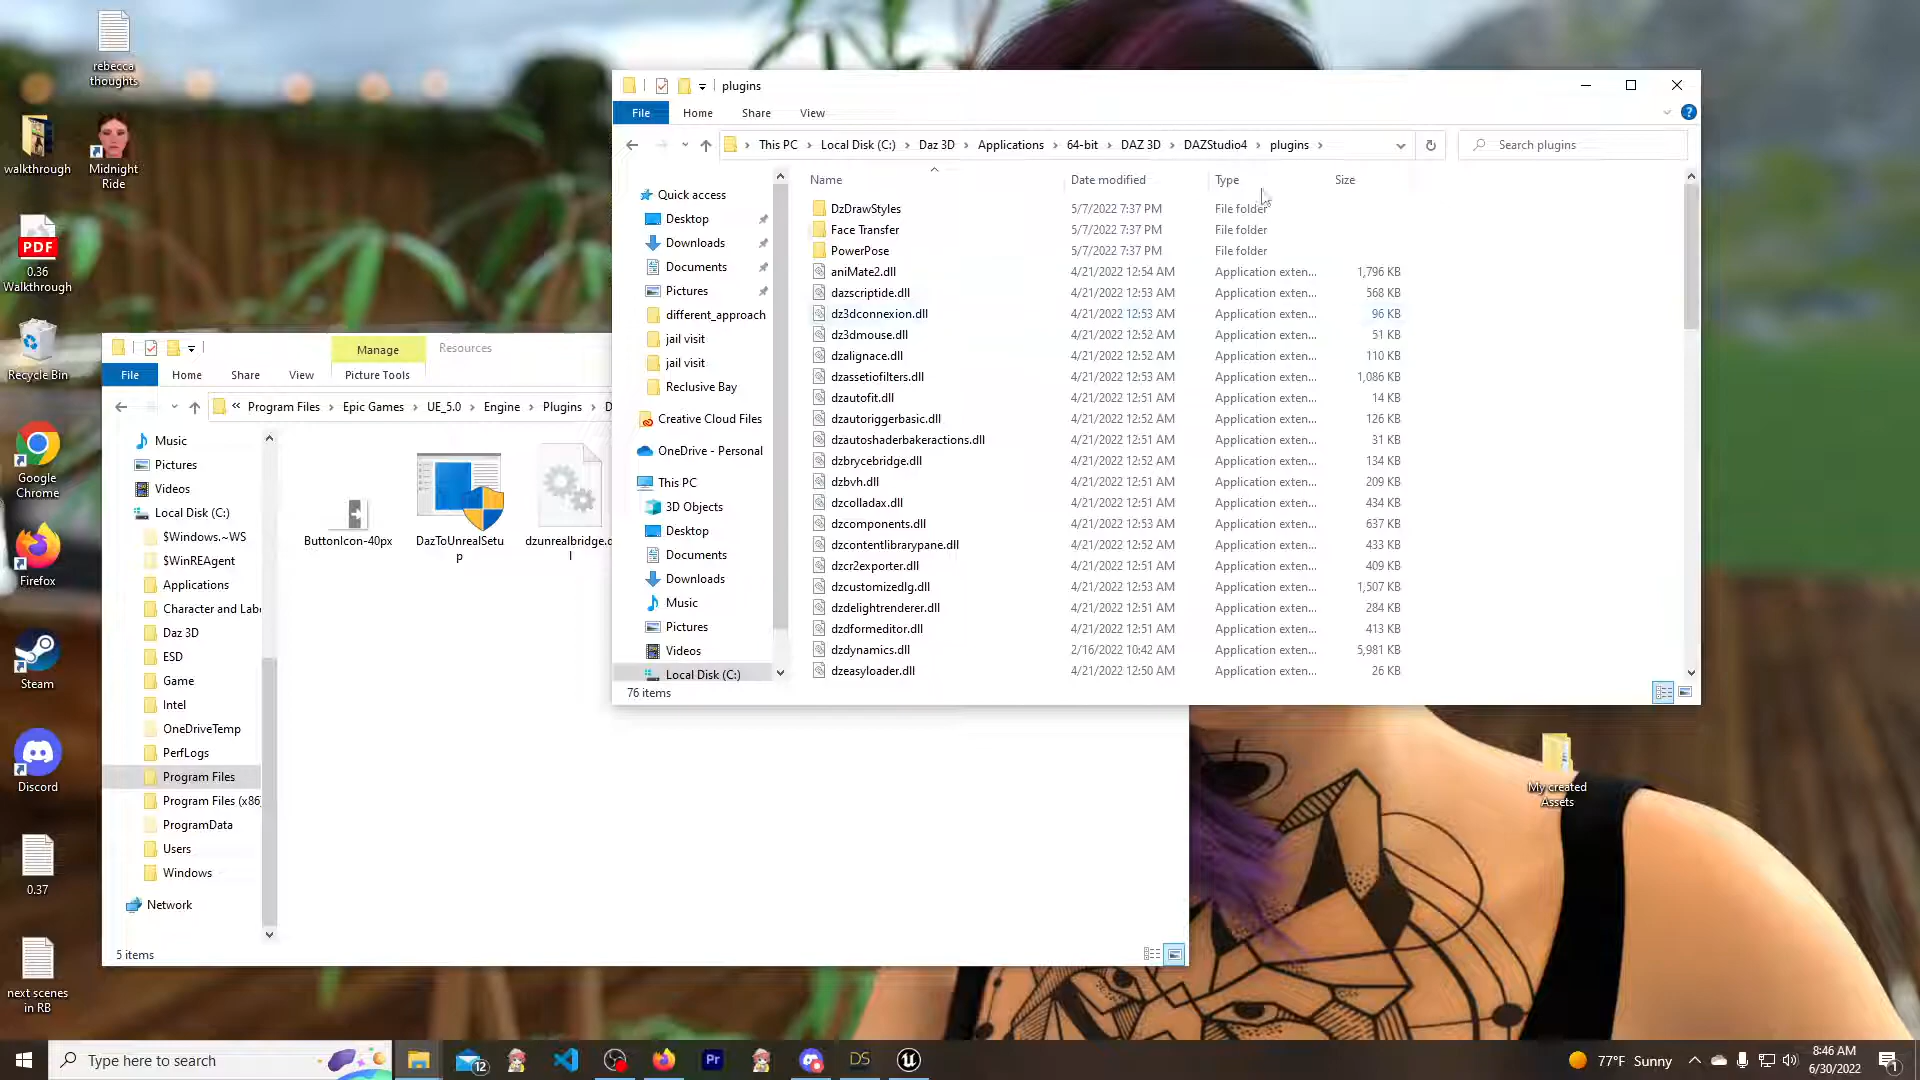 rebecca
thoughts
walkthrough
Midnight
Ride
PDF
0.36
Walkthrough
Recycle Bin
Google
Chrome
Firefox
Steam
Discord
0.37
next scenes
in RB
My created
Assets
plugins
File
Home
Share
View
This PC
Local Disk (C:)
Daz 3D
Applications
64-bit
DAZ 3D
DAZStudio4
plugins
Search plugins
Quick access
Desktop
Downloads
Documents
Pictures
different_approach
jail visit
jail visit
Reclusive Bay
Creative Cloud Files
OneDrive - Personal
This PC
3D Objects
Desktop
Documents
Downloads
Music
Pictures
Videos
Local Disk (C:)
76 items
Name Date modified Type Size
DzDrawStyles 5/7/2022 7:37 PM File folder
Face Transfer 5/7/2022 7:37 PM File folder
PowerPose 5/7/2022 7:37 PM File folder
aniMate2.dll 4/21/2022 12:54 AM Application exten... 1,796 KB
dazscriptide.dll 4/21/2022 12:53 AM Application exten... 568 KB
dz3dconnexion.dll 4/21/2022 12:53 AM Application exten... 96 KB
dz3dmouse.dll 4/21/2022 12:52 AM Application exten... 51 KB
dzalignace.dll 4/21/2022 12:52 AM Application exten... 110 KB
dzassetiofilters.dll 4/21/2022 12:53 AM Application exten... 1,086 KB
dzautofit.dll 4/21/2022 12:51 AM Application exten... 14 KB
dzautoriggerbasic.dll 4/21/2022 12:52 AM Application exten... 126 KB
dzautoshaderbakeractions.dll 4/21/2022 12:51 AM Application exten... 31 KB
dzbrycebridge.dll 4/21/2022 12:52 AM Application exten... 134 KB
dzbvh.dll 4/21/2022 12:51 AM Application exten... 209 KB
dzcolladax.dll 4/21/2022 12:51 AM Application exten... 434 KB
dzcomponents.dll 4/21/2022 12:53 AM Application exten... 637 KB
dzcontentlibrarypane.dll 4/21/2022 12:52 AM Application exten... 433 KB
dzcr2exporter.dll 4/21/2022 12:51 AM Application exten... 409 KB
dzcustomizedlg.dll 4/21/2022 12:53 AM Application exten... 1,507 KB
dzdelightrenderer.dll 4/21/2022 12:51 AM Application exten... 284 KB
dzdformeditor.dll 4/21/2022 12:51 AM Application exten... 413 KB
dzdynamics.dll 2/16/2022 10:42 AM Application exten... 5,981 KB
dzeasyloader.dll 4/21/2022 12:50 AM Application exten... 26 KB
Manage
Resources
File
Home
Share
View
Picture Tools
« Program Files
Epic Games
UE_5.0
Engine
Plugins
D
Music
Pictures
Videos
Local Disk (C:)
$Windows.~WS
$WinREAgent
Applications
Character and Labe
Daz 3D
ESD
Game
Intel
OneDriveTemp
PerfLogs
Program Files
Program Files (x86)
ProgramData
Users
Windows
Network
5 items
ButtonIcon-40px
DazToUnrealSetu
p
dzunrealbridge.d
l
Type here to search
12
Pr
DS
77°F Sunny
8:46 AM
6/30/2022
1